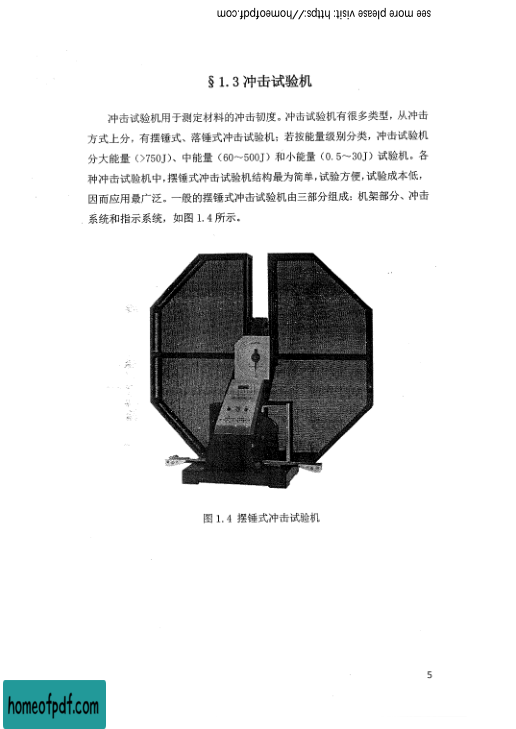 see more please visit: https://homeofpdf.com
§1.3冲击试验机
冲击试验机用于测定材料的冲击韧度。冲击试验机有很多类型，从冲击
方式上分，有摆锤式、落锤式冲击试验机；若按能量级别分类，冲击试验机
分大能量（>750J）、中能量（60～500J）和小能量（0.5～30J）试验机。各
种冲击试验机中，摆锤式冲击试验机结构最为简单，试验方便，试验成本低，
因而应用最广泛。一般的摆锤式冲击试验机由三部分组成：机架部分、冲击
系统和指示系统，如图 1.4 所示。
图 1.4 摆锤式冲击试验机
5
homeofpdf.com